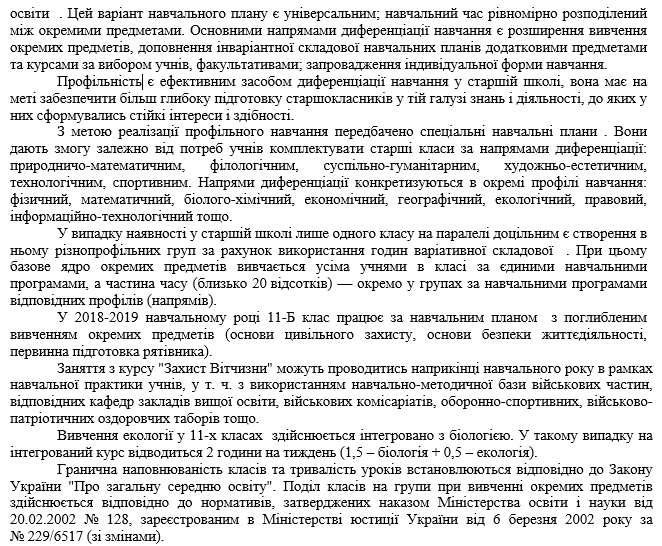 освіти  . Цей варіант навчального плану є універсальним; навчальний час рівномірно розподілений
між окремими предметами. Основними напрямами диференціації навчання є розширення вивчення
окремих предметів, доповнення інваріантної складової навчальних планів додатковими предметами
та курсами за вибором учнів, факультативами; запровадження індивідуальної форми навчання.
Профільність є ефективним засобом диференціації навчання у старшій школі, вона має на
меті забезпечити більш глибоку підготовку старшокласників у тій галузі знань і діяльності, до яких у
них сформувались стійкі інтереси і здібності.
З метою реалізації профільного навчання передбачено спеціальні навчальні плани . Вони
дають змогу залежно від потреб учнів комплектувати старші класи за напрямами диференціації:
природничо-математичним, філологічним, суспільно-гуманітарним, художньо-естетичним,
технологічним, спортивним. Напрями диференціації конкретизуються в окремі профілі навчання:
фізичний, математичний, біолого-хімічний, економічний, географічний, екологічний, правовий,
інформаційно-технологічний тощо.
У випадку наявності у старшій школі лише одного класу на паралелі доцільним є створення в
ньому різнопрофільних груп за рахунок використання годин варіативної складової  . При цьому
базове ядро окремих предметів вивчається усіма учнями в класі за єдиними навчальними
програмами, а частина часу (близько 20 відсотків) — окремо у групах за навчальними програмами
відповідних профілів (напрямів).
У 2018-2019 навчальному році 11-Б клас працює за навчальним планом  з поглибленим
вивченням окремих предметів (основи цивільного захисту, основи безпеки життєдіяльності,
первинна підготовка рятівника).
Заняття з курсу "Захист Вітчизни" можуть проводитись наприкінці навчального року в рамках
навчальної практики учнів, у т. ч. з використанням навчально-методичної бази військових частин,
відповідних кафедр закладів вищої освіти, військових комісаріатів, оборонно-спортивних, військово-
патріотичних оздоровчих таборів тощо.
Вивчення екології у 11-х класах  здійснюється інтегровано з біологією. У такому випадку на
інтегрований курс відводиться 2 години на тиждень (1,5 – біологія + 0,5 – екологія).
Гранична наповнюваність класів та тривалість уроків встановлюються відповідно до Закону
України "Про загальну середню освіту". Поділ класів на групи при вивченні окремих предметів
здійснюється відповідно до нормативів, затверджених наказом Міністерства освіти і науки від
20.02.2002 № 128, зареєстрованим в Міністерстві юстиції України від 6 березня 2002 року за
№ 229/6517 (зі змінами).